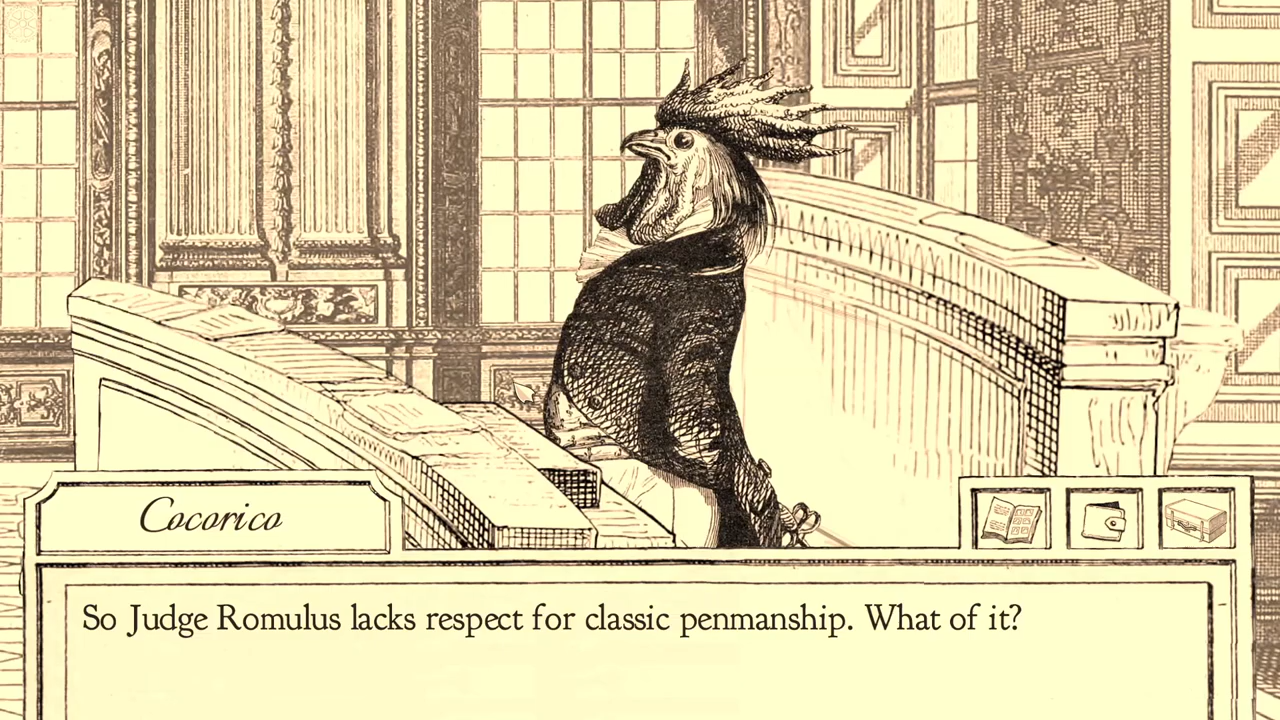 Cocorico
So Judge Romulus lacks respect for classic penmanship. What of it?